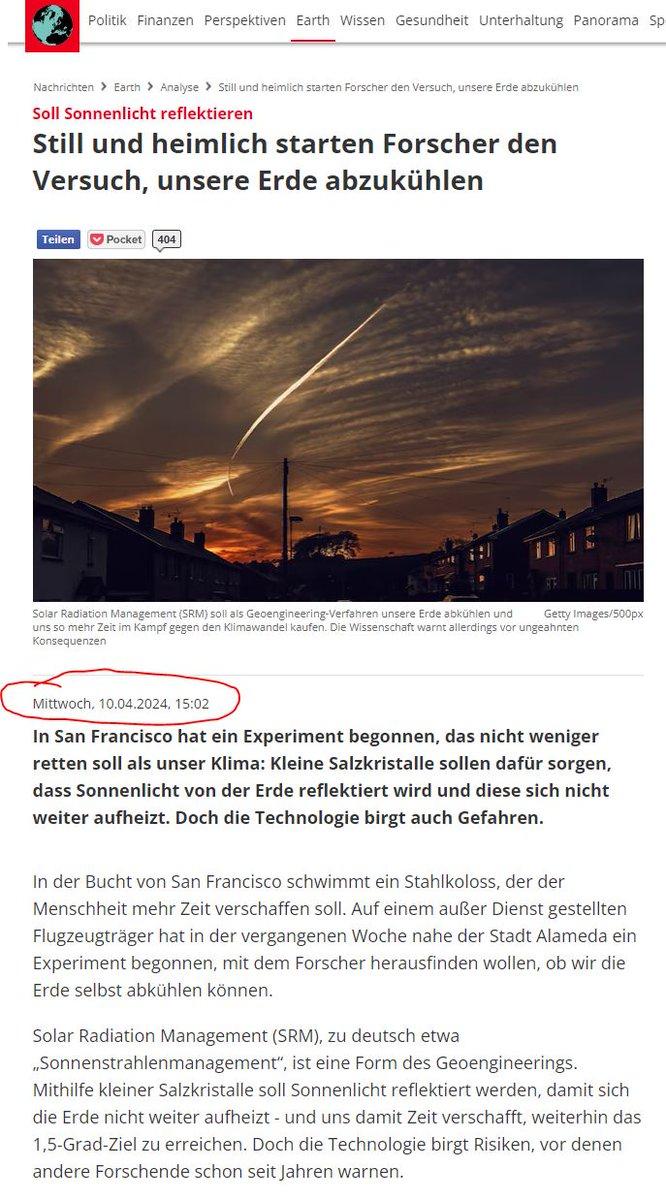 Politik Finanzen Perspektiven Earth Wissen Gesundheit Unterhaltung Panorama Sp
Nachrichten > Earth > Analyse > Still und heimlich starten Forscher den Versuch, unsere Erde abzukühlen
Soll Sonnenlicht reflektieren
Still und heimlich starten Forscher den
Versuch, unsere Erde abzukühlen
Teilen Pocket 404
Solar Radiation Management (SRM) soll als Geoengineering-Verfahren unsere Erde abkühlen und Getty Images/500px
uns so mehr Zeit im Kampf gegen den Klimawandel kaufen. Die Wissenschaft warnt allerdings vor ungeahnten
Konsequenzen
Mittwoch, 10.04.2024, 15:02
In San Francisco hat ein Experiment begonnen, das nicht weniger
retten soll als unser Klima: Kleine Salzkristalle sollen dafür sorgen,
dass Sonnenlicht von der Erde reflektiert wird und diese sich nicht
weiter aufheizt. Doch die Technologie birgt auch Gefahren.
In der Bucht von San Francisco schwimmt ein Stahlkoloss, der der
Menschheit mehr Zeit verschaffen soll. Auf einem außer Dienst gestellten
Flugzeugträger hat in der vergangenen Woche nahe der Stadt Alameda ein
Experiment begonnen, mit dem Forscher herausfinden wollen, ob wir die
Erde selbst abkühlen können.
Solar Radiation Management (SRM), zu deutsch etwa
„Sonnenstrahlenmanagement“, ist eine Form des Geoengineerings.
Mithilfe kleiner Salzkristalle soll Sonnenlicht reflektiert werden, damit sich
die Erde nicht weiter aufheizt - und uns damit Zeit verschafft, weiterhin das
1,5-Grad-Ziel zu erreichen. Doch die Technologie birgt Risiken, vor denen
andere Forschende schon seit Jahren warnen.